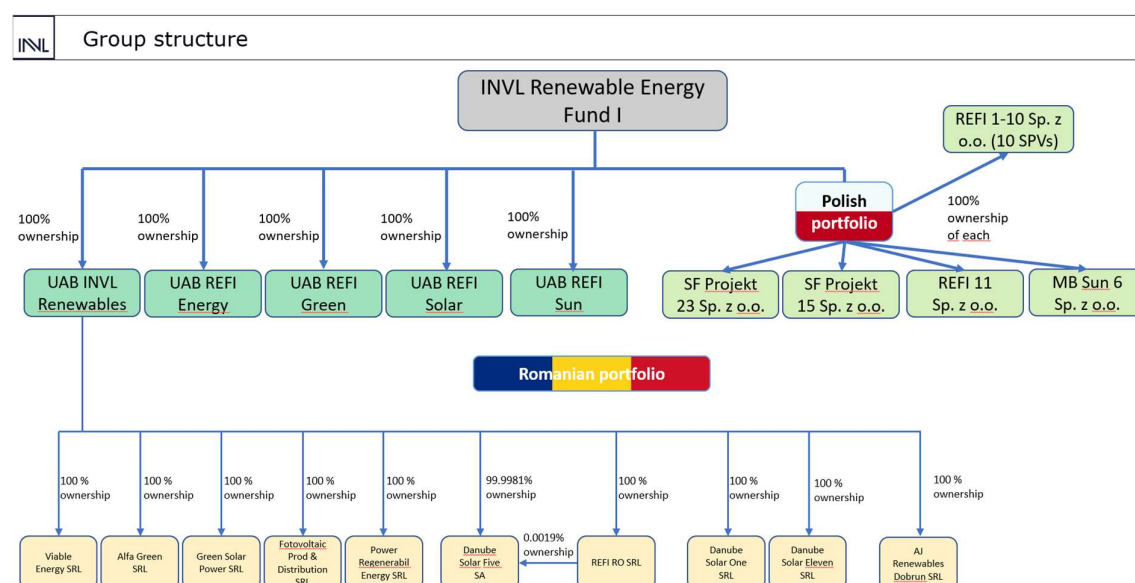 INVL
Group structure
INVL Renewable Energy
Fund I
REFI 1-10 Sp. z
o.o. (10 SPVs)
Polish
portfolio
100%
ownership
of each
100%
ownership
100%
ownership
100%
ownership
100%
ownership
100%
ownership
UAB INVL
Renewables
UAB REFI
Energy
UAB REFI
Green
UAB REFI
Solar
UAB REFI
Sun
SF Projekt
23 Sp. z o.o.
SF Projekt
15 Sp. z o.o.
REFI 11
Sp. z o.o.
MB Sun 6
Sp. z o.o.
Romanian portfolio
100 %
ownership
100 %
ownership
100 %
ownership
100 %
ownership
100 %
ownership
99.9981%
ownership
0.0019%
ownership
100 %
ownership
100 %
ownership
100 %
ownership
100 %
ownership
Viable
Energy SRL
Alfa Green
SRL
Green Solar
Power SRL
Fotovoltaic
Prod &
Distribution
SRL
Power
Regenerabil
Energy SRL
Danube
Solar Five
SA
REFI RO SRL
Danube
Solar One
SRL
Danube
Solar Eleven
SRL
AJ
Renewables
Dobrun SRL